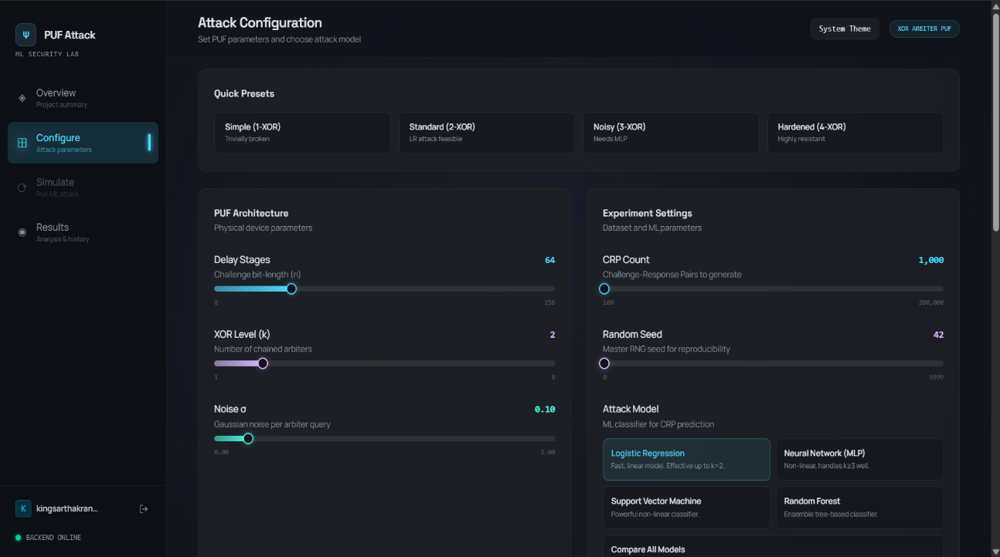 ψ
PUF Attack
ML SECURITY LAB
Overview
Project summary
Configure
Attack parameters
Simulate
Run ML attack
Results
Analysis & history
K
kingsarthakran...
BACKEND ONLINE
Attack Configuration
Set PUF parameters and choose attack model
System Theme
XOR ARBITER PUF
Quick Presets
Simple (1-XOR)
Trivially broken
Standard (2-XOR)
LR attack feasible
Noisy (3-XOR)
Needs MLP
Hardened (4-XOR)
Highly resistant
PUF Architecture
Physical device parameters
Delay Stages 64
Challenge bit-length (n)
8 256
XOR Level (k) 2
Number of chained arbiters
1 8
Noise σ 0.10
Gaussian noise per arbiter query
0.00 1.00
Experiment Settings
Dataset and ML parameters
CRP Count 1,000
Challenge-Response Pairs to generate
100 200,000
Random Seed 42
Master RNG seed for reproducibility
0 9999
Attack Model
ML classifier for CRP prediction
Logistic Regression
Fast, linear model. Effective up to k=2.
Neural Network (MLP)
Non-linear, handles k≥3 well.
Support Vector Machine
Powerful non-linear classifier.
Random Forest
Ensemble tree-based classifier.
Compare All Models